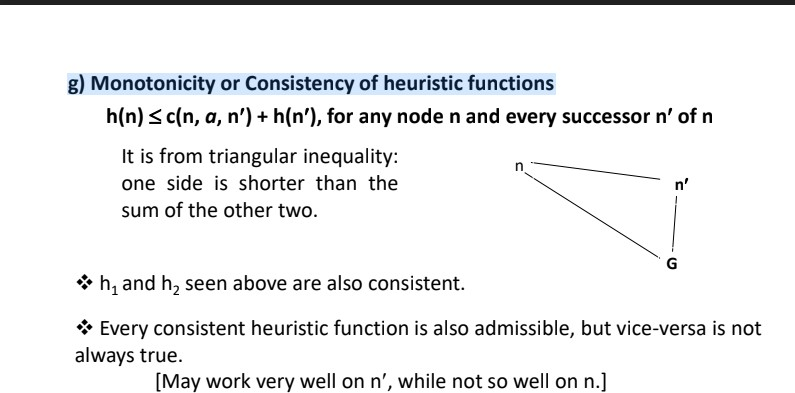 g) Monotonicity or Consistency of heuristic functions
h(n) ≤ c(n, a, n′) + h(n′), for any node n and every successor n′ of n
It is from triangular inequality:
one side is shorter than the
sum of the other two.
n
n′
G
❖ h₁ and h₂ seen above are also consistent.
❖ Every consistent heuristic function is also admissible, but vice-versa is not
always true.
[May work very well on n′, while not so well on n.]